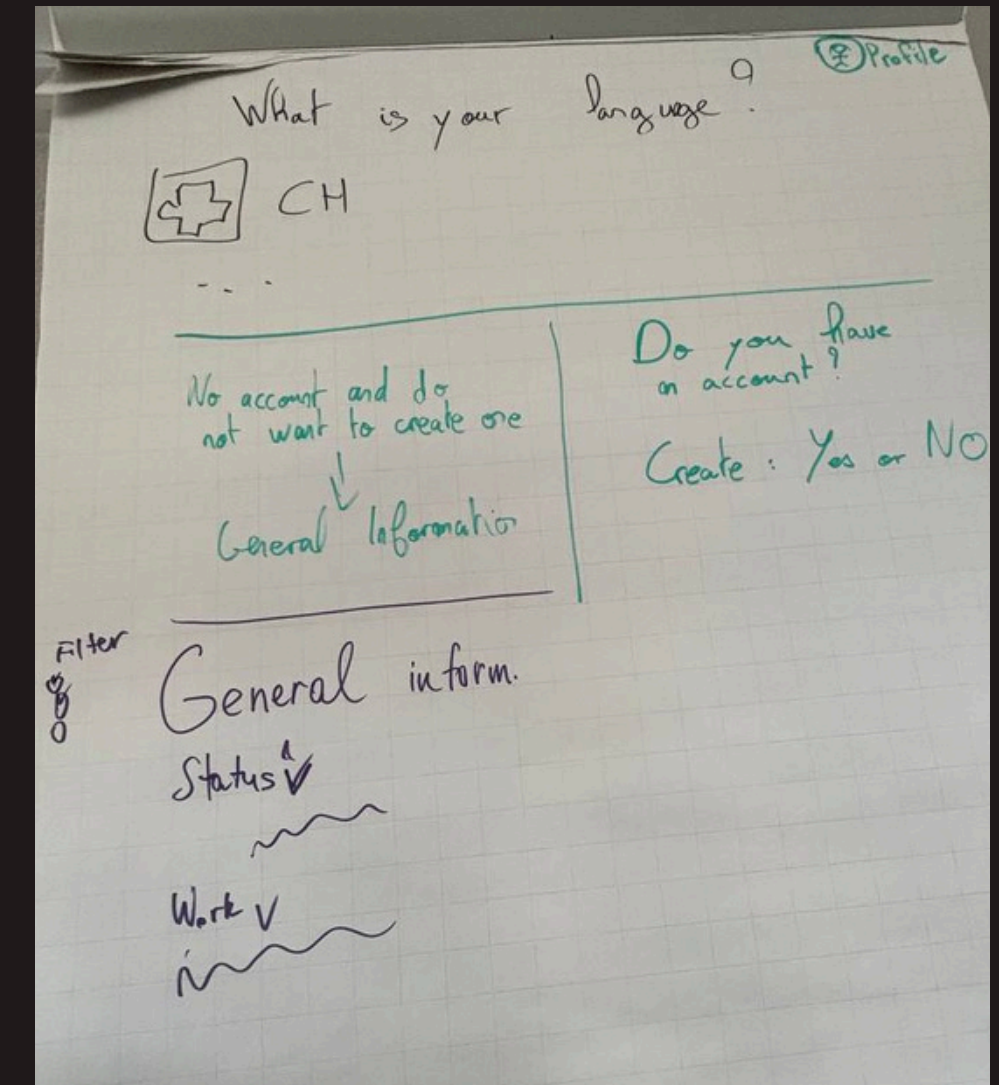 Profile
What is your language?
CH
...
No account and do
not want to create one
General Information
Do you have
an account?
Create: Yes or NO
Filter
General inform.
Status
Work